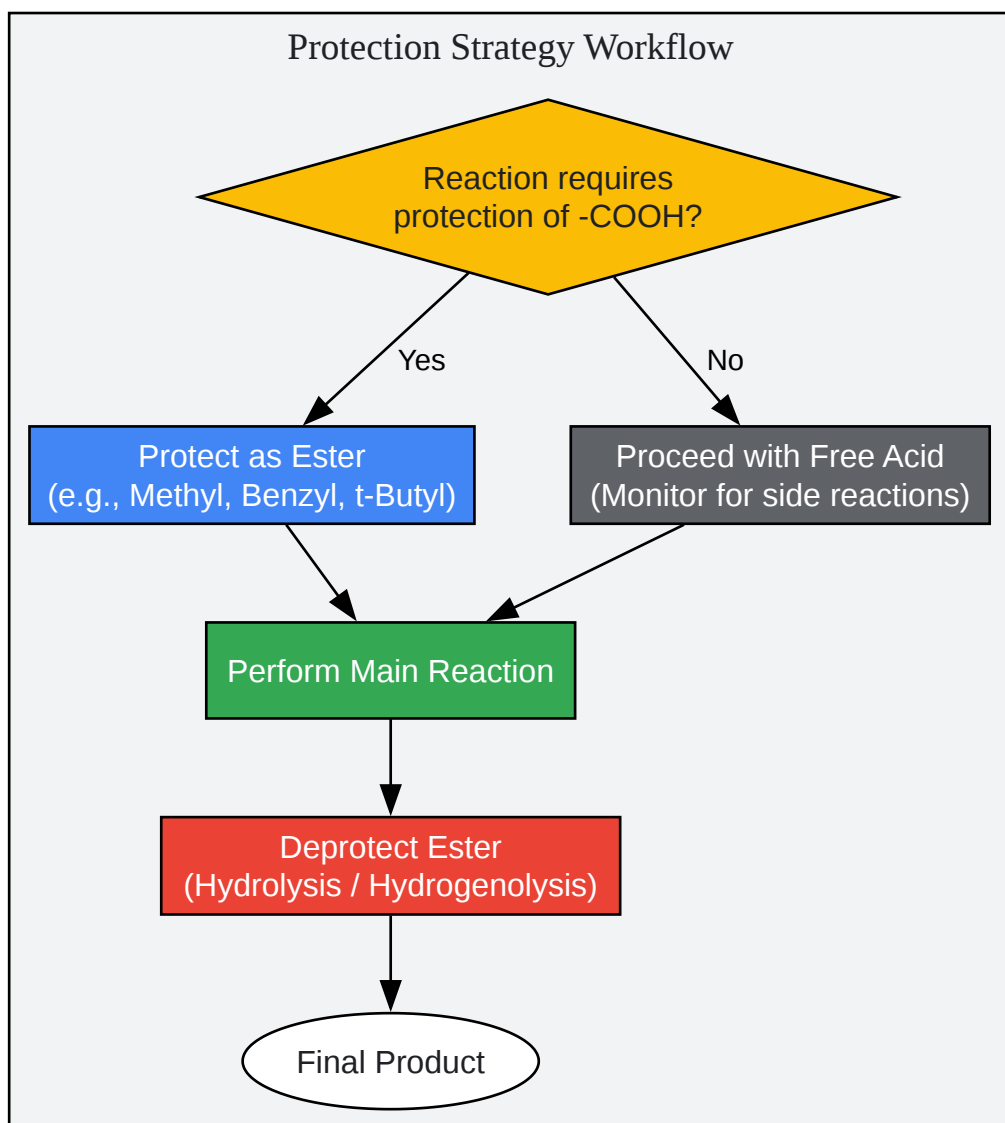 Protection Strategy Workflow
Reaction requires
protection of -COOH?
Yes
No
Protect as Ester
(e.g., Methyl, Benzyl, t-Butyl)
Proceed with Free Acid
(Monitor for side reactions)
Perform Main Reaction
Deprotect Ester
(Hydrolysis / Hydrogenolysis)
Final Product